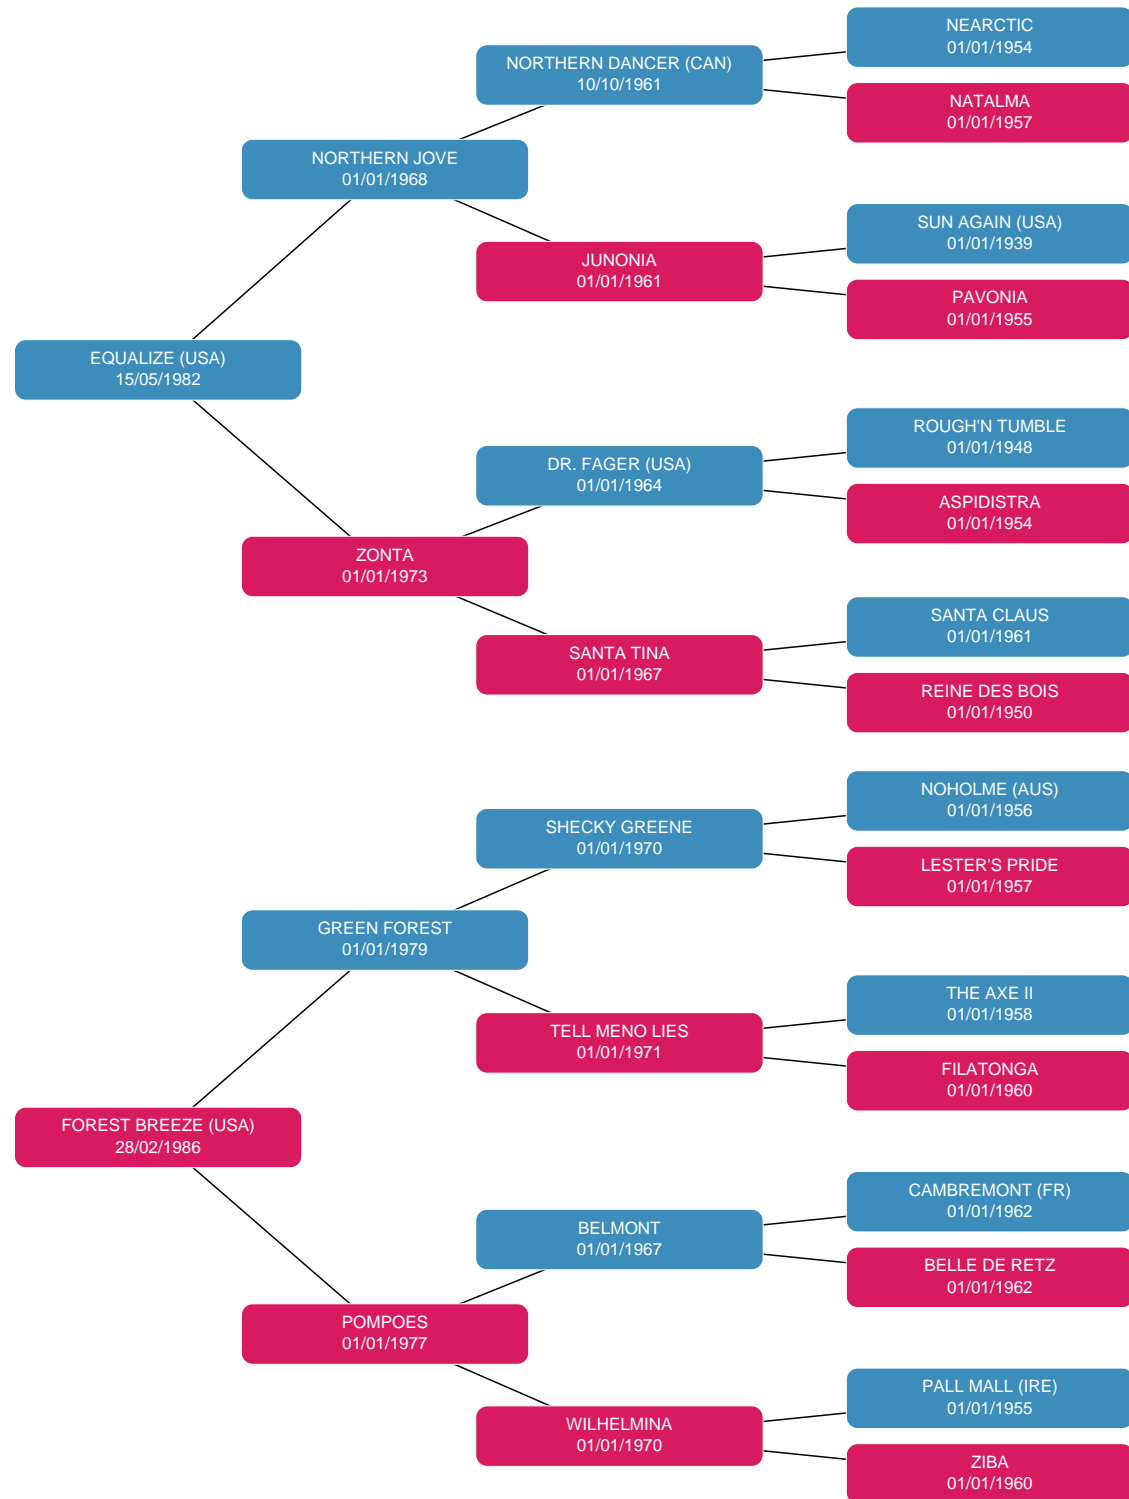 NEARCTIC
01/01/1954
NORTHERN DANCER (CAN)
10/10/1961
NATALMA
01/01/1957
NORTHERN JOVE
01/01/1968
SUN AGAIN (USA)
01/01/1939
JUNONIA
01/01/1961
PAVONIA
01/01/1955
EQUALIZE (USA)
15/05/1982
ROUGH'N TUMBLE
01/01/1948
DR. FAGER (USA)
01/01/1964
ASPIDISTRA
01/01/1954
ZONTA
01/01/1973
SANTA CLAUS
01/01/1961
SANTA TINA
01/01/1967
REINE DES BOIS
01/01/1950
NOHOLME (AUS)
01/01/1956
SHECKY GREENE
01/01/1970
LESTER'S PRIDE
01/01/1957
GREEN FOREST
01/01/1979
THE AXE II
01/01/1958
TELL MENO LIES
01/01/1971
FILATONGA
01/01/1960
FOREST BREEZE (USA)
28/02/1986
CAMBREMONT (FR)
01/01/1962
BELMONT
01/01/1967
BELLE DE RETZ
01/01/1962
POMPOES
01/01/1977
PALL MALL (IRE)
01/01/1955
WILHELMINA
01/01/1970
ZIBA
01/01/1960